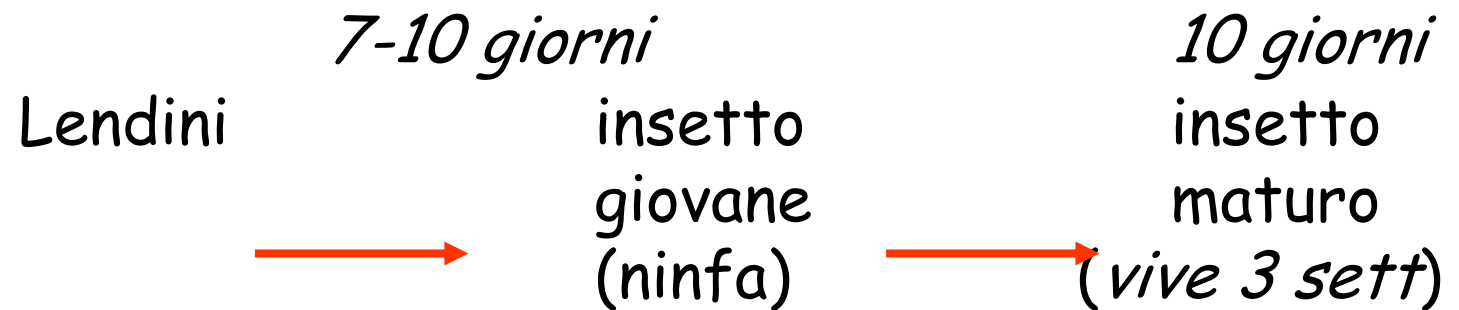 7-10 giorni 10 giorni
Lendini insetto insetto
giovane maturo
(ninfa) (vive 3 sett)